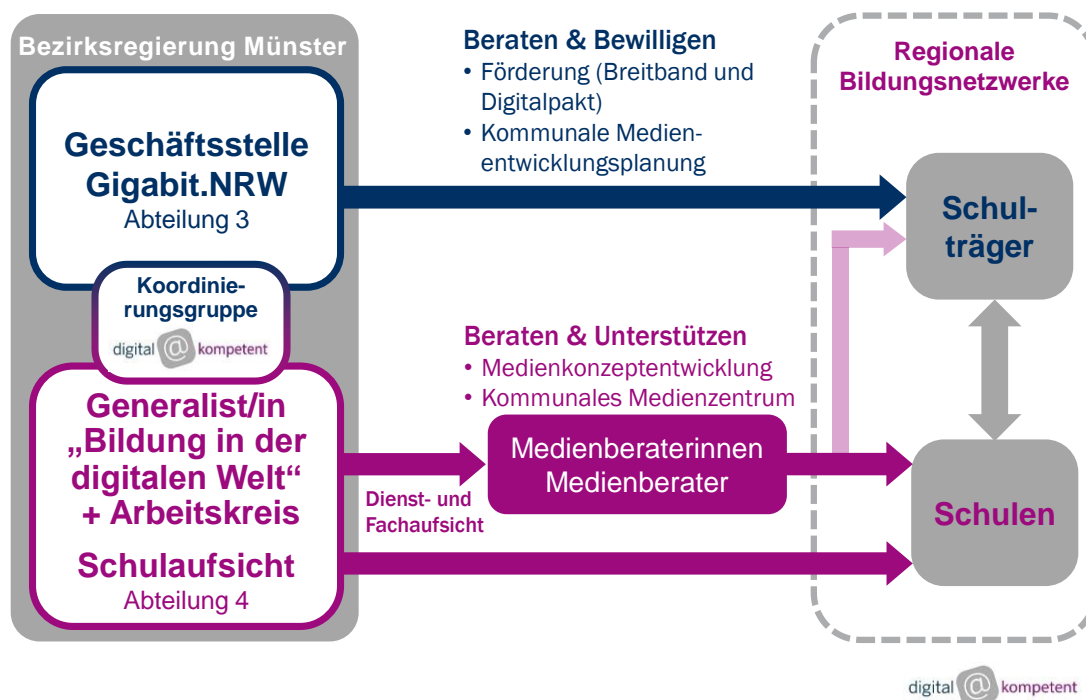 Bezirksregierung Münster
Geschäftsstelle
Gigabit.NRW
Abteilung 3
Koordinie-
rungsgruppe
digital @ kompetent
Generalist/in
„Bildung in der
digitalen Welt“
+ Arbeitskreis
Schulaufsicht
Abteilung 4
Beraten & Bewilligen
• Förderung (Breitband und
Digitalpakt)
• Kommunale Medien-
entwicklungsplanung
Beraten & Unterstützen
• Medienkonzeptentwicklung
• Kommunales Medienzentrum
Medienberaterinnen
Medienberater
Dienst- und
Fachaufsicht
Regionale
Bildungsnetzwerke
Schul-
träger
Schulen
digital @ kompetent